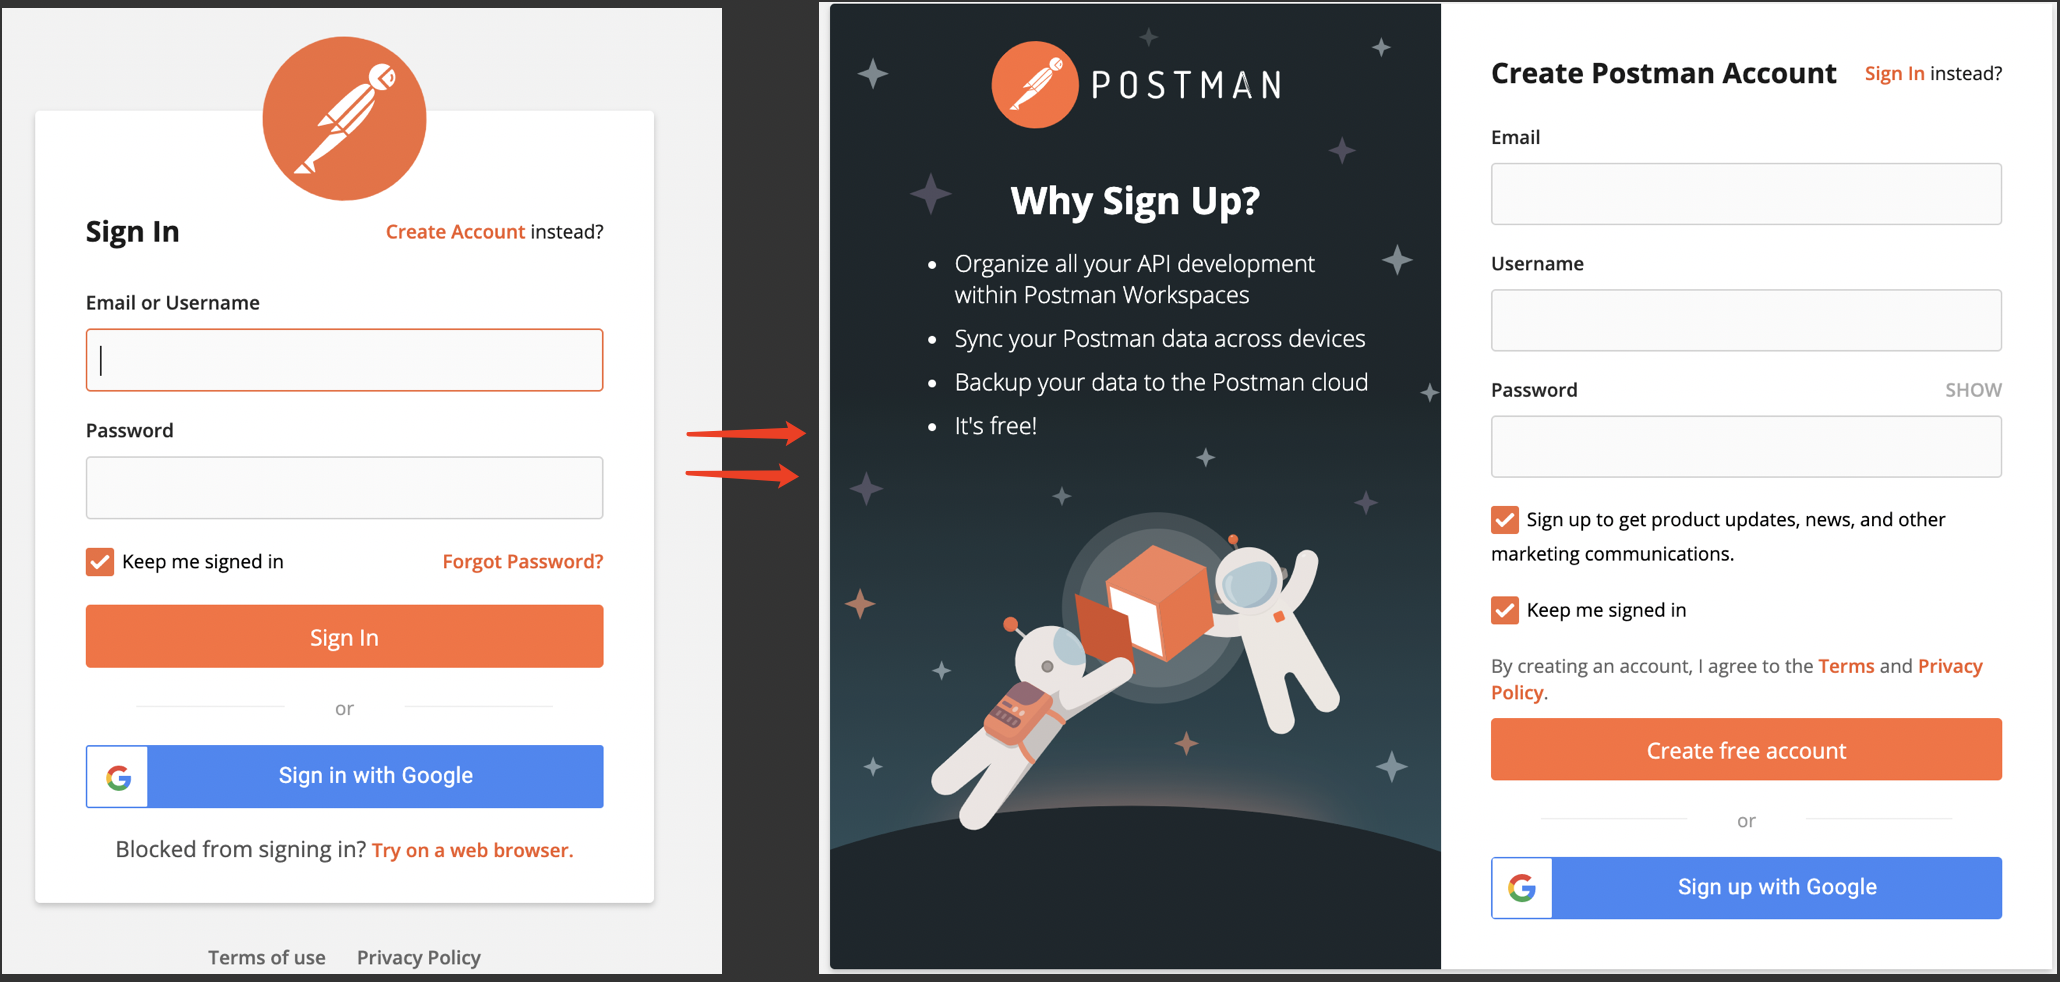 Sign In
Create Account instead?
Email or Username
Password
Keep me signed in
Forgot Password?
Sign In
or
Sign in with Google
Blocked from signing in? Try on a web browser.
Terms of use
Privacy Policy
POSTMAN
Why Sign Up?
Organize all your API development
within Postman Workspaces
Sync your Postman data across devices
Backup your data to the Postman cloud
It's free!
Create Postman Account
Sign In instead?
Email
Username
Password
SHOW
Sign up to get product updates, news, and other
marketing communications.
Keep me signed in
By creating an account, I agree to the Terms and Privacy
Policy.
Create free account
or
Sign up with Google